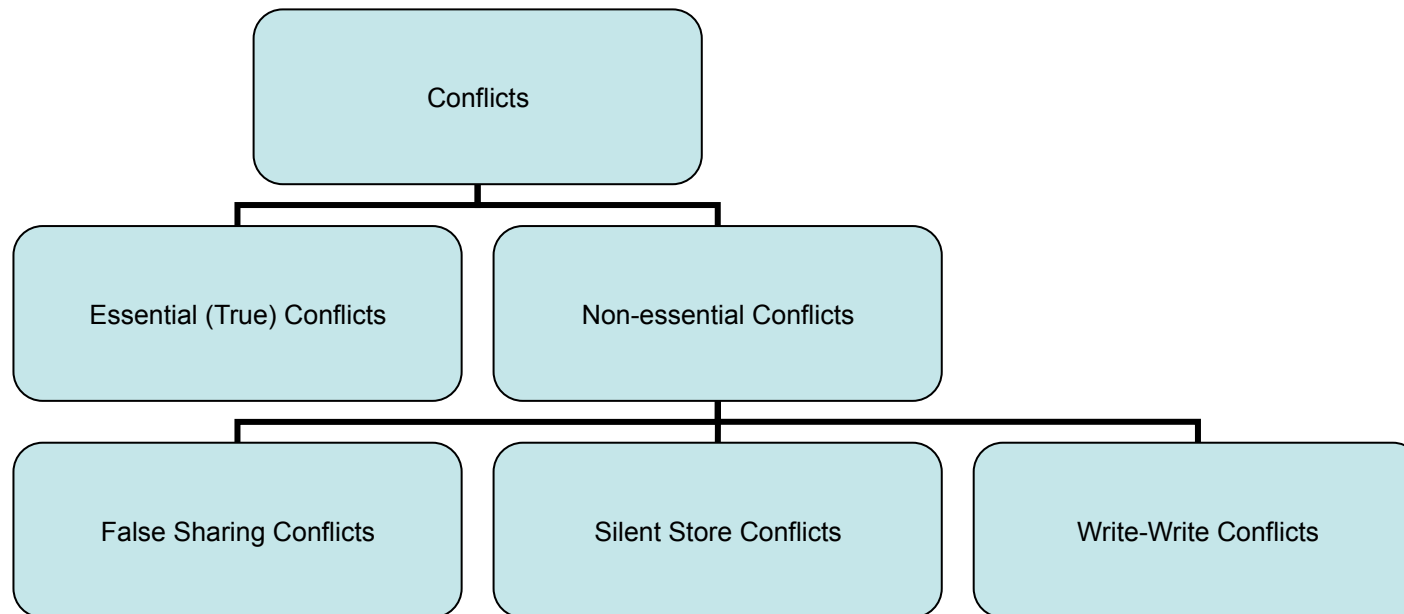 Conflicts
Essential (True) Conflicts
Non-essential Conflicts
False Sharing Conflicts
Silent Store Conflicts
Write-Write Conflicts